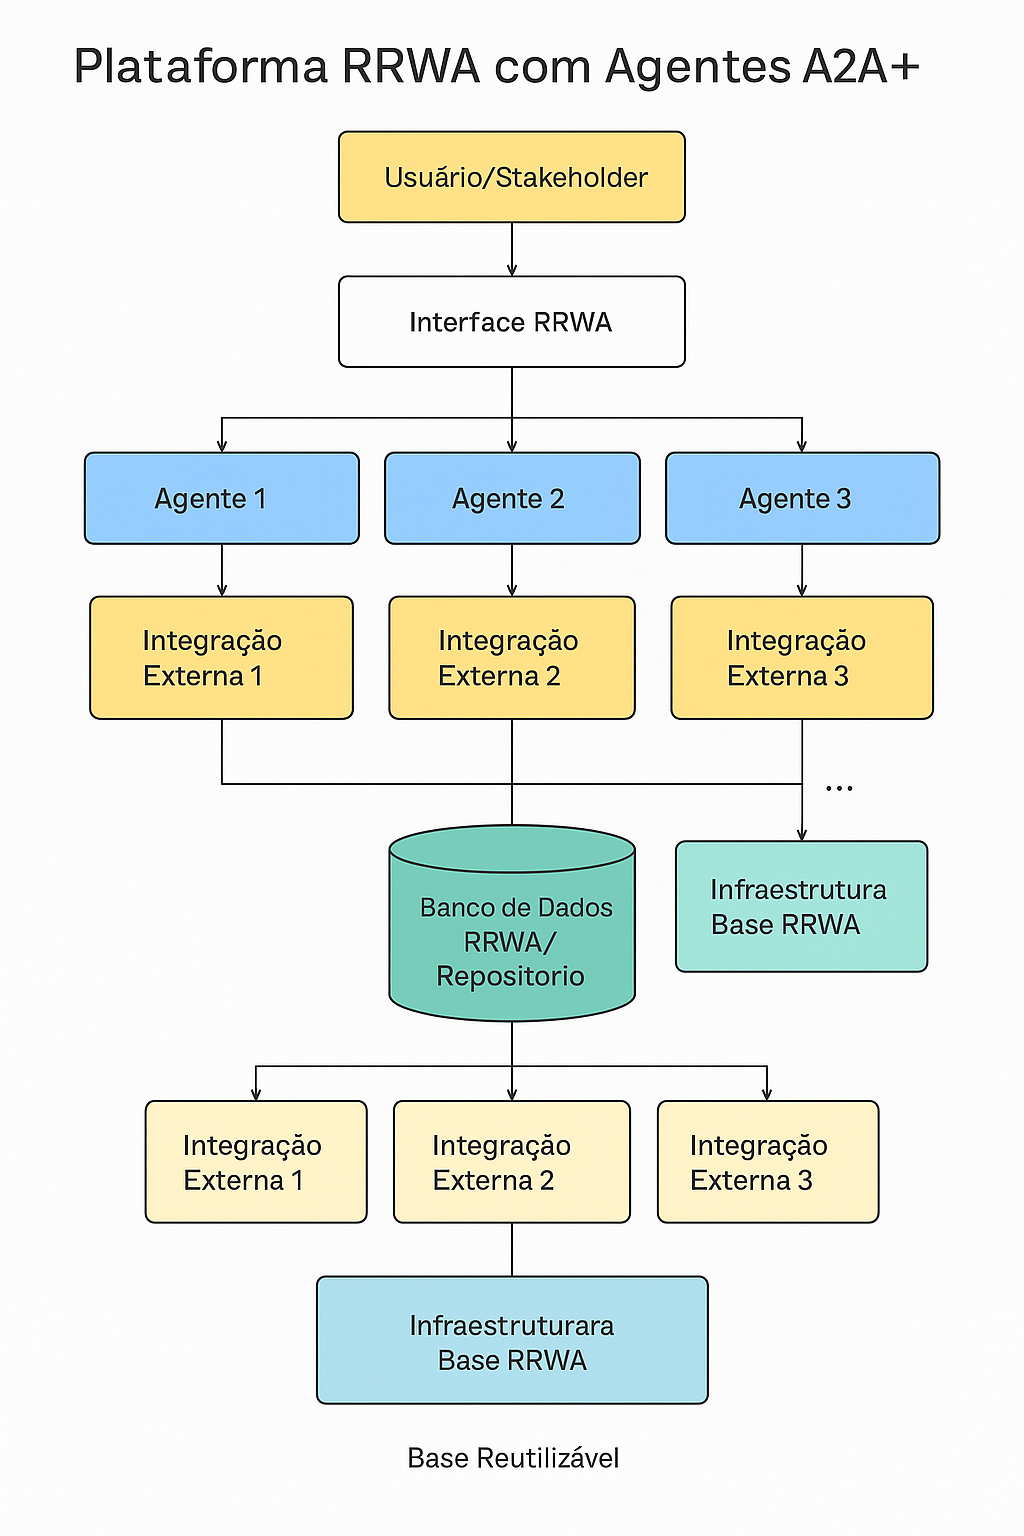 Plataforma RRWA com Agentes A2A+
Usuário/Stakeholder
Interface RRWA
Agente 1
Agente 2
Agente 3
Integração
Externa 1
Integração
Externa 2
Integração
Externa 3
...
Banco de Dados
RRWA/
Repositorio
Infraestrutura
Base RRWA
Integração
Externa 1
Integração
Externa 2
Integração
Externa 3
Infraestruturara
Base RRWA
Base Reutilizável